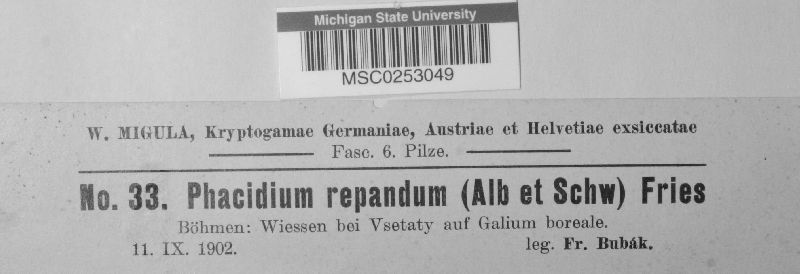 Michigan State University
MSC0253049
W. MIGULA, Kryptogamae Germaniae, Austriae et Helvetiae exsiccatae
Fasc. 6. Pilze.
No. 33. Phacidium repandum (Alb et Schw) Fries
Böhmen: Wiessen bei Vsetaty auf Galium boreale.
11. IX. 1902. leg. Fr. Bubák.